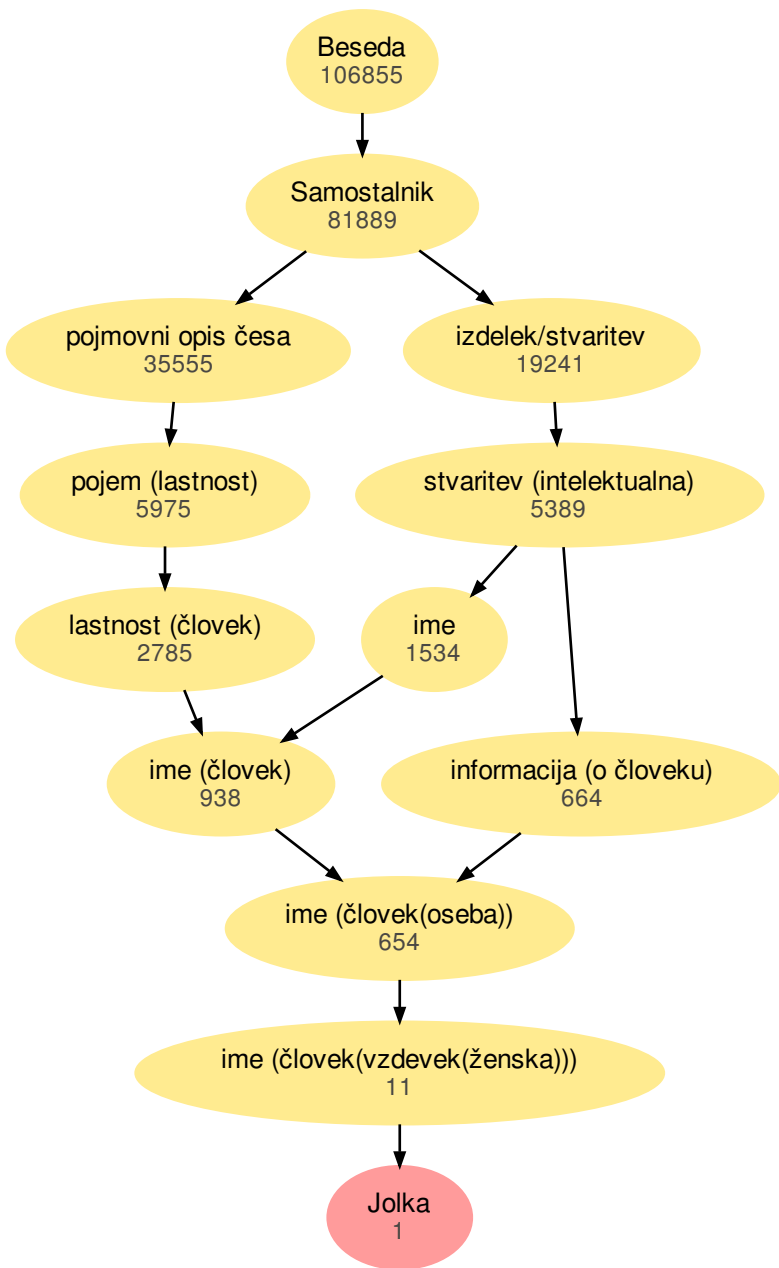 Beseda
106855
Samostalnik
81889
pojmovni opis česa
35555
izdelek/stvaritev
19241
pojem (lastnost)
5975
stvaritev (intelektualna)
5389
lastnost (človek)
2785
ime
1534
ime (človek)
938
informacija (o človeku)
664
ime (človek(oseba))
654
ime (človek(vzdevek(ženska)))
11
Jolka
1